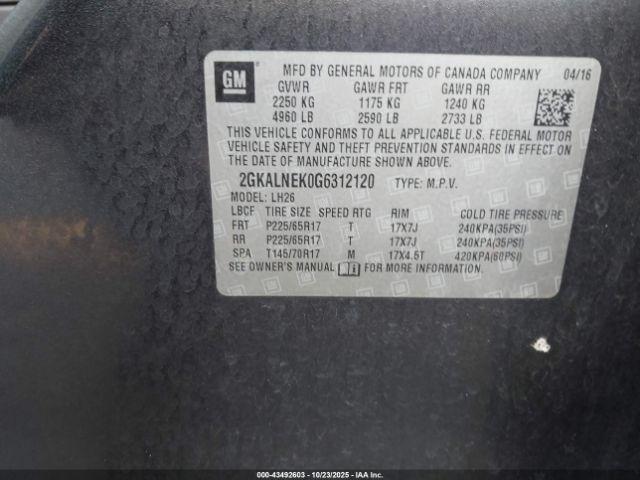 GM
MFD BY GENERAL MOTORS OF CANADA COMPANY 04/16
GVWR GAWR FRT GAWR RR
2250 KG 1175 KG 1240 KG
4960 LB 2590 LB 2733 LB
THIS VEHICLE CONFORMS TO ALL APPLICABLE U.S. FEDERAL MOTOR
VEHICLE SAFETY AND THEFT PREVENTION STANDARDS IN EFFECT ON
THE DATE OF MANUFACTURE SHOWN ABOVE.
2GKALNEK0G6312120 TYPE: M.P.V.
MODEL: LH26
LBCF TIRE SIZE SPEED RTG RIM COLD TIRE PRESSURE
FRT P225/65R17 T 17X7J 240KPA(35PSI)
RR P225/65R17 T 17X7J 240KPA(35PSI)
SPA T145/70R17 M 17X4.5T 420KPA(60PSI)
SEE OWNER'S MANUAL FOR MORE INFORMATION.
000-43492603 - 10/23/2025 - IAAI.COM